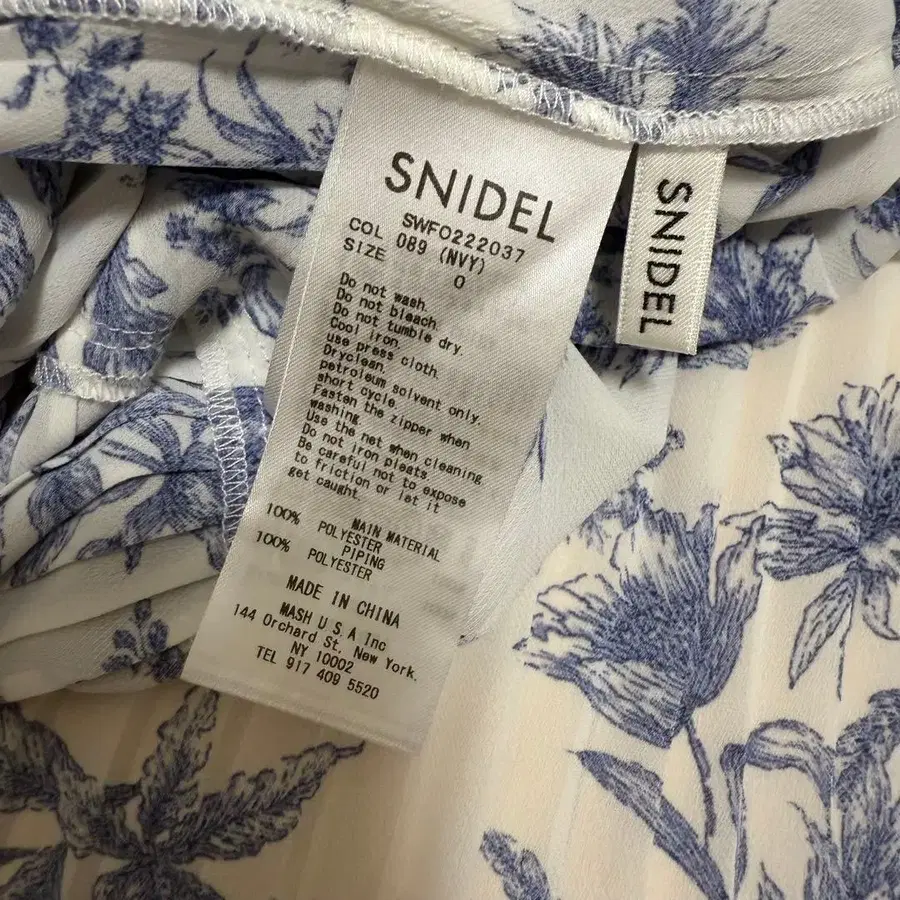 SNIDEL
SWFO222037
COL 089 (NVY)
SIZE 0
Do not wash.
Do not bleach.
Do not tumble dry.
Cool iron.
use press cloth.
Dryclean.
petroleum solvent only.
short cycle
Fasten the zipper when
washing.
Use the net when cleaning
Do not iron pleats
Be careful not to expose
to friction or let it
get caught.
MAIN MATERIAL
100% POLYESTER
PIPING
100% POLYESTER
MADE IN CHINA
MASH U.S.A Inc
144 Orchard St. New York.
NY 10002
TEL 917 409 5520
SNIDEL